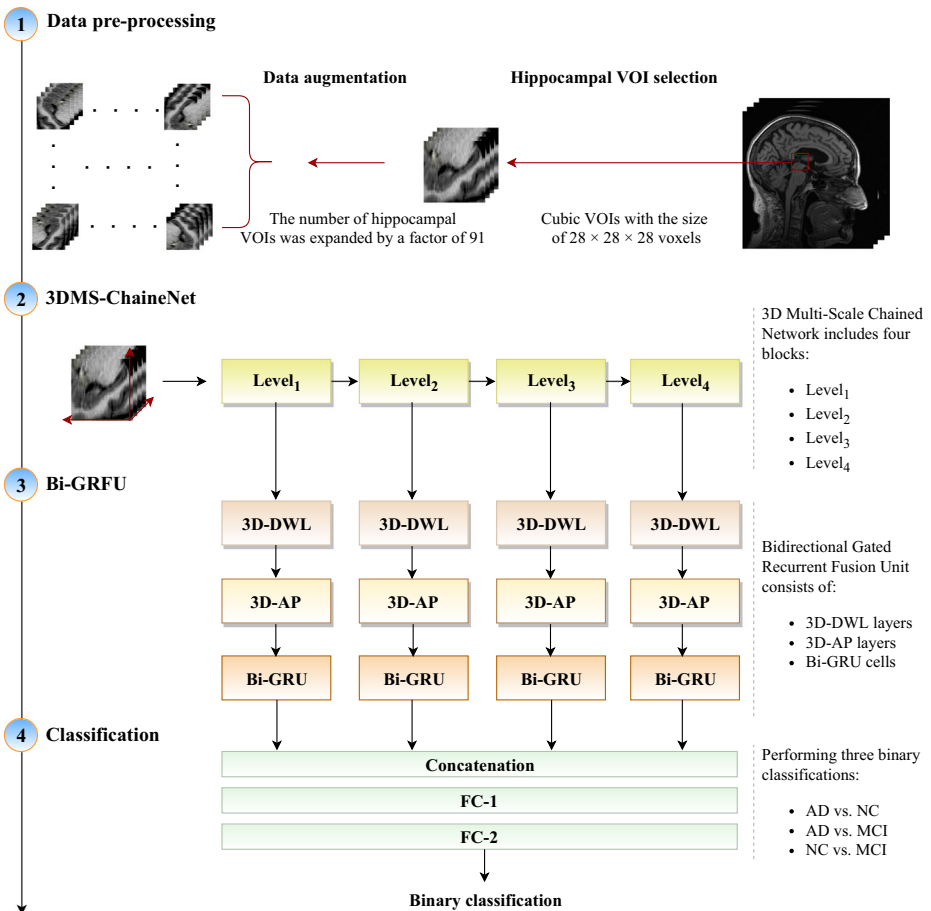 1 Data pre-processing
Data augmentation
Hippocampal VOI selection
The number of hippocampal
VOIs was expanded by a factor of 91
Cubic VOIs with the size
of 28 × 28 × 28 voxels
2 3DMS-ChaineNet
Level1 Level2 Level3 Level4
3D Multi-Scale Chained
Network includes four
blocks:
• Level1
• Level2
• Level3
• Level4
3 Bi-GRFU
3D-DWL 3D-DWL 3D-DWL 3D-DWL
3D-AP 3D-AP 3D-AP 3D-AP
Bi-GRU Bi-GRU Bi-GRU Bi-GRU
Bidirectional Gated
Recurrent Fusion Unit
consists of:
• 3D-DWL layers
• 3D-AP layers
• Bi-GRU cells
4 Classification
Concatenation
FC-1
FC-2
Binary classification
Performing three binary
classifications:
• AD vs. NC
• AD vs. MCI
• NC vs. MCI